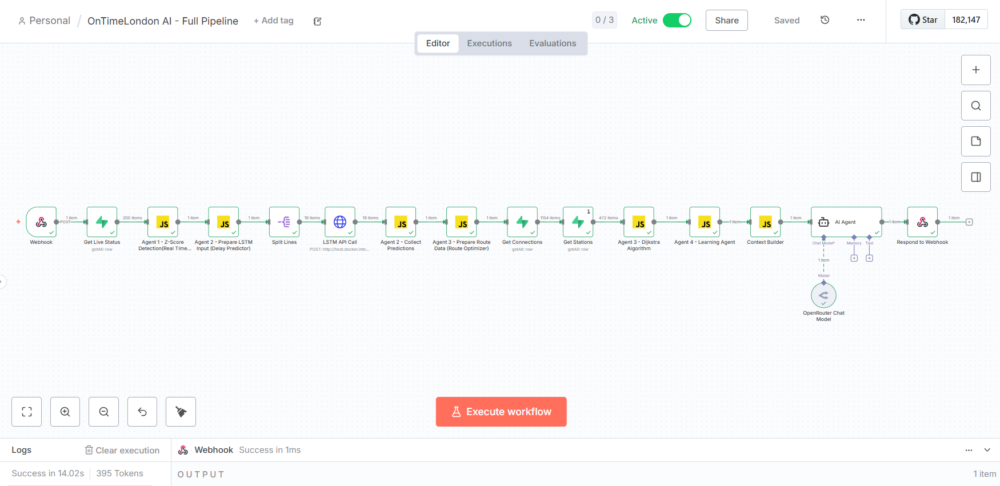 Personal / OnTimeLondon AI - Full Pipeline + Add tag 0 / 3 Active Share Saved Star 182,147
Editor Executions Evaluations
1 item POST 200 items 1 item 1 item 19 items 19 items 1 item 1 item 1154 items 472 items 1 item 1 item 1 item 1 item 1 item
1
JS JS JS JS JS JS JS AI Agent
Webhook
Get Live Status
getAll: row
Agent 1 - Z-Score
Detection(Real Time...
Agent 2 - Prepare LSTM
Input (Delay Predictor)
Split Lines
LSTM API Call
POST: http://host.docker.inte...
Agent 2 - Collect
Predictions
Agent 3 - Prepare Route
Data (Route Optimizer)
Get Connections
getAll: row
Get Stations
getAll: row
Agent 3 - Dijkstra
Algorithm
Agent 4 - Learning Agent
Context Builder
Chat Model* Memory Tool
Respond to Webhook
1 item
Model
OpenRouter Chat
Model
Execute workflow
Logs Clear execution Webhook Success in 1ms
Success in 14.02s 395 Tokens OUTPUT 1 item